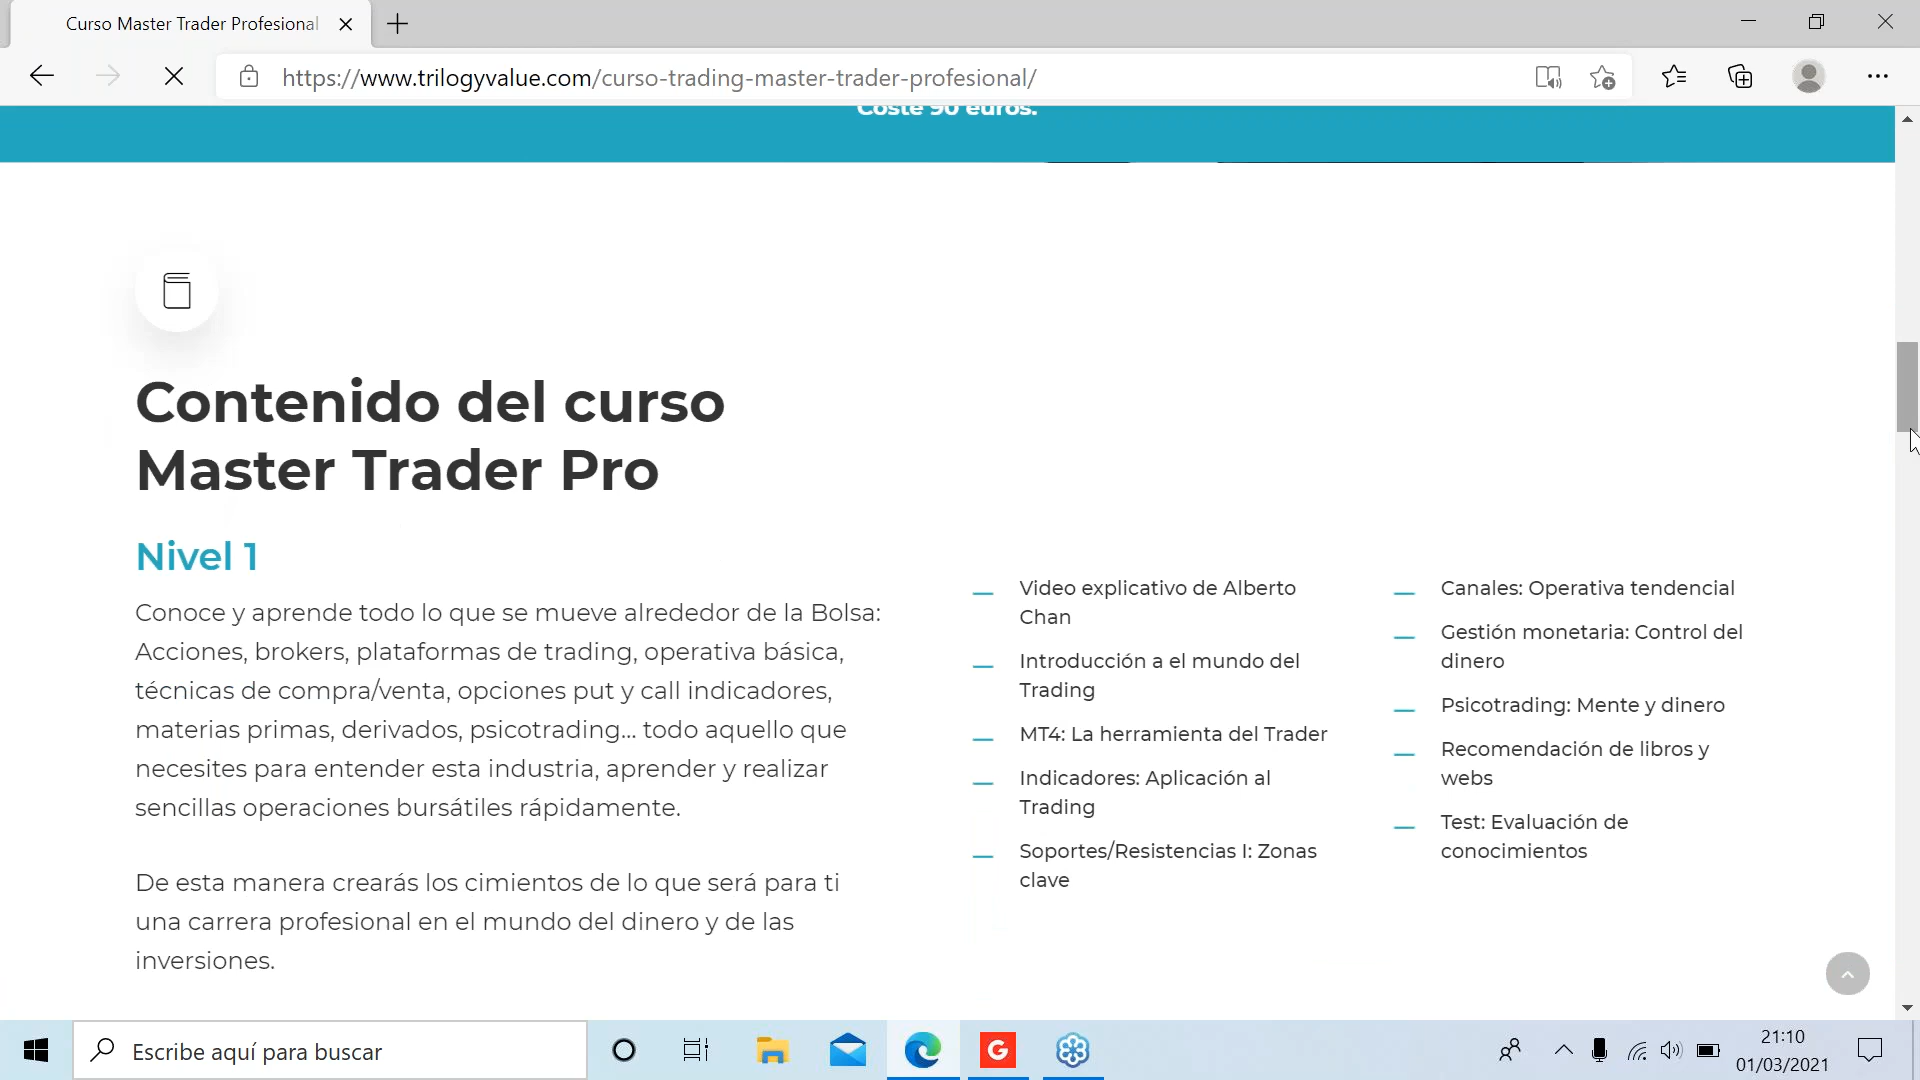 Curso Master Trader Profesional
https://www.trilogyvalue.com/curso-trading-master-trader-profesional/
Coste 90 euros.
Contenido del curso
Master Trader Pro
Nivel 1
Conoce y aprende todo lo que se mueve alrededor de la Bolsa:
Acciones, brokers, plataformas de trading, operativa básica,
técnicas de compra/venta, opciones put y call indicadores,
materias primas, derivados, psicotrading... todo aquello que
necesites para entender esta industria, aprender y realizar
sencillas operaciones bursátiles rápidamente.
De esta manera crearás los cimientos de lo que será para ti
una carrera profesional en el mundo del dinero y de las
inversiones.
Video explicativo de Alberto
Chan
Introducción a el mundo del
Trading
MT4: La herramienta del Trader
Indicadores: Aplicación al
Trading
Soportes/Resistencias I: Zonas
clave
Canales: Operativa tendencial
Gestión monetaria: Control del
dinero
Psicotrading: Mente y dinero
Recomendación de libros y
webs
Test: Evaluación de
conocimientos
Escribe aquí para buscar
G
21:10
01/03/2021